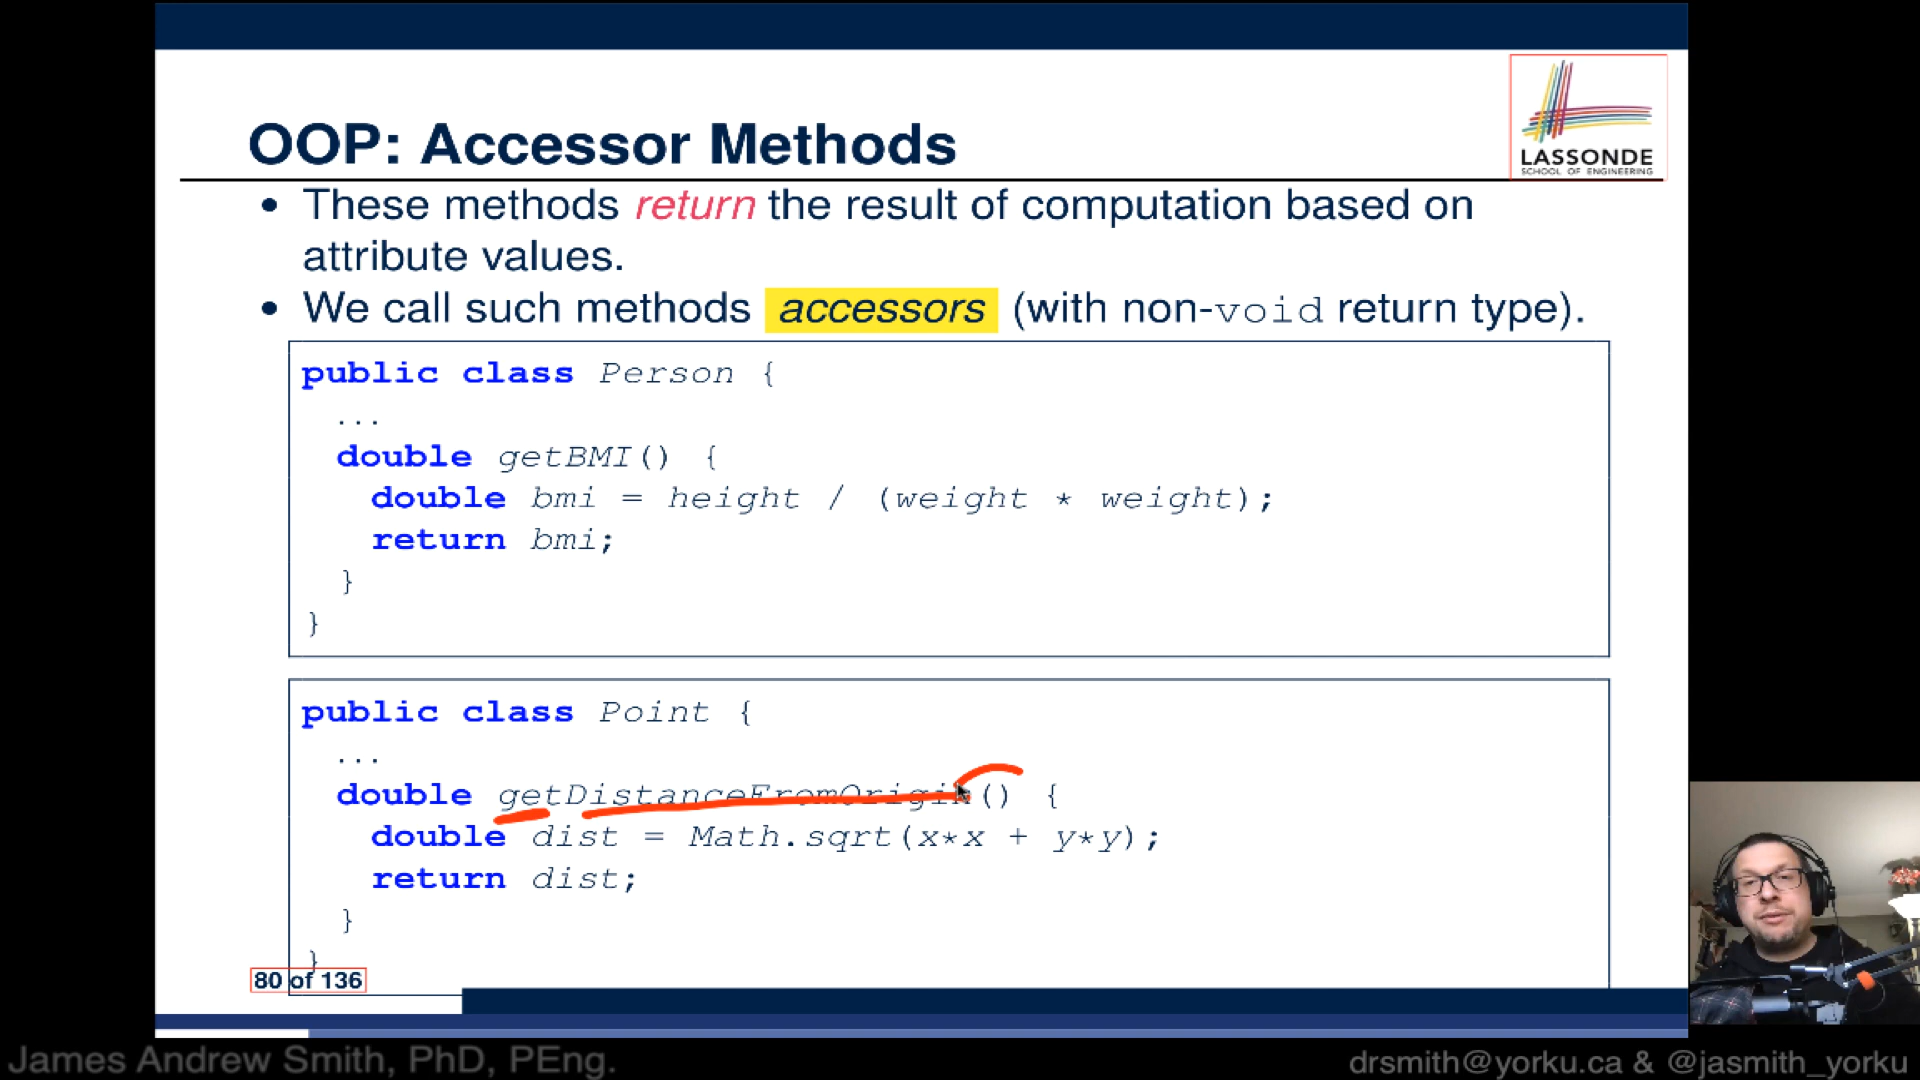 OOP: Accessor Methods
LASSONDE
SCHOOL OF ENGINEERING
• These methods return the result of computation based on
attribute values.
• We call such methods accessors (with non-void return type).
public class Person {
...
double getBMI() {
double bmi = height / (weight * weight);
return bmi;
}
}
public class Point {
...
double getDistanceFromOrigin() {
double dist = Math.sqrt(x*x + y*y);
return dist;
}
}
80 of 136
James Andrew Smith, PhD, PEng.
drsmith@yorku.ca & @jasmith_yorku